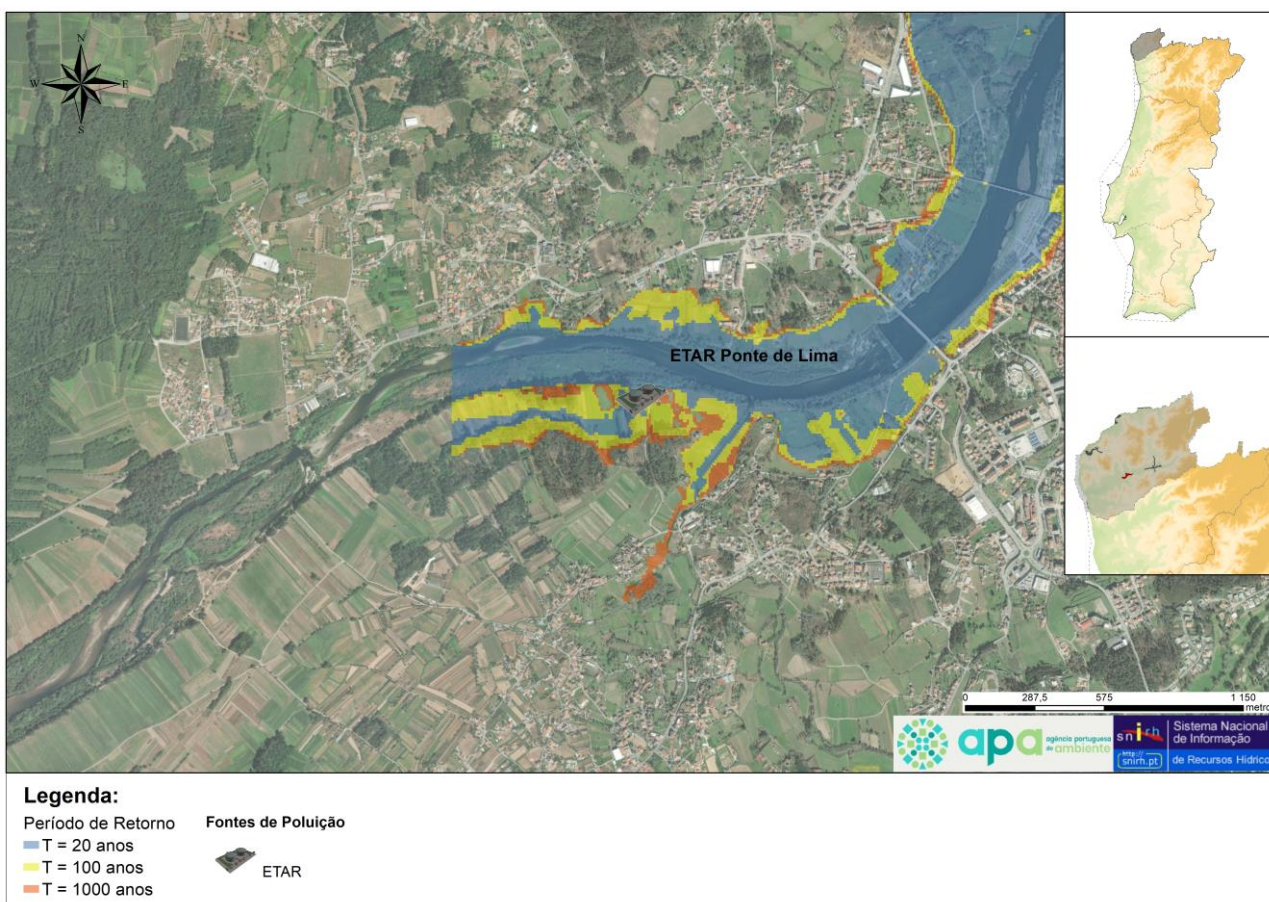 N
W
E
S
ETAR Ponte de Lima
0
287,5
575
1 150
metro
apa
agência portuguesa
do ambiente
snirh
http://
snirh.pt
Sistema Nacional
de Informação
de Recursos Hídrico
Legenda:
Período de Retorno
T = 20 anos
T = 100 anos
T = 1000 anos
Fontes de Poluição
ETAR